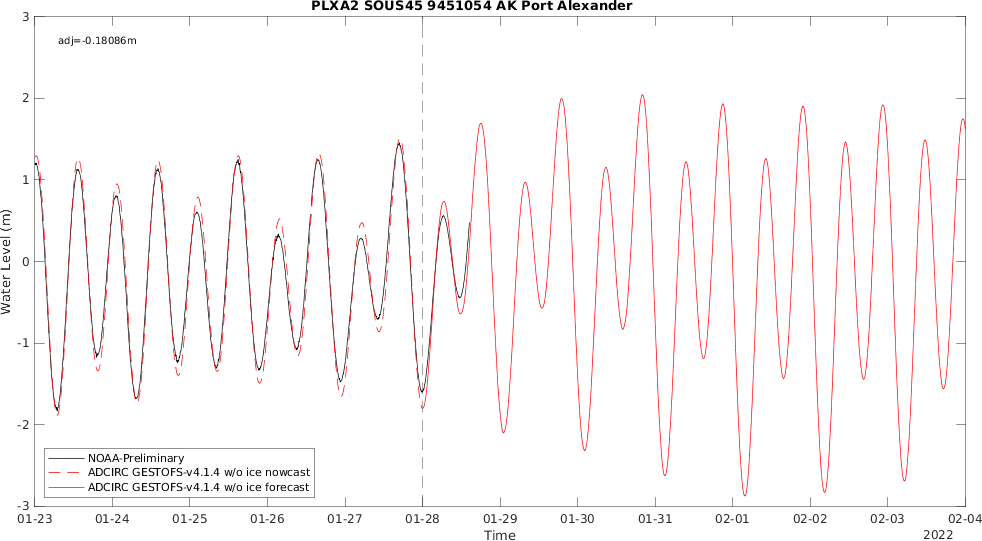 PLXA2 SOUS45 9451054 AK Port Alexander
adj=-0.18086m
3
2
1
0
-1
-2
-3
Water Level (m)
NOAA-Preliminary
ADCIRC GESTOFS-v4.1.4 w/o ice nowcast
ADCIRC GESTOFS-v4.1.4 w/o ice forecast
01-23 01-24 01-25 01-26 01-27 01-28 01-29 01-30 01-31 02-01 02-02 02-03 02-04
Time
2022